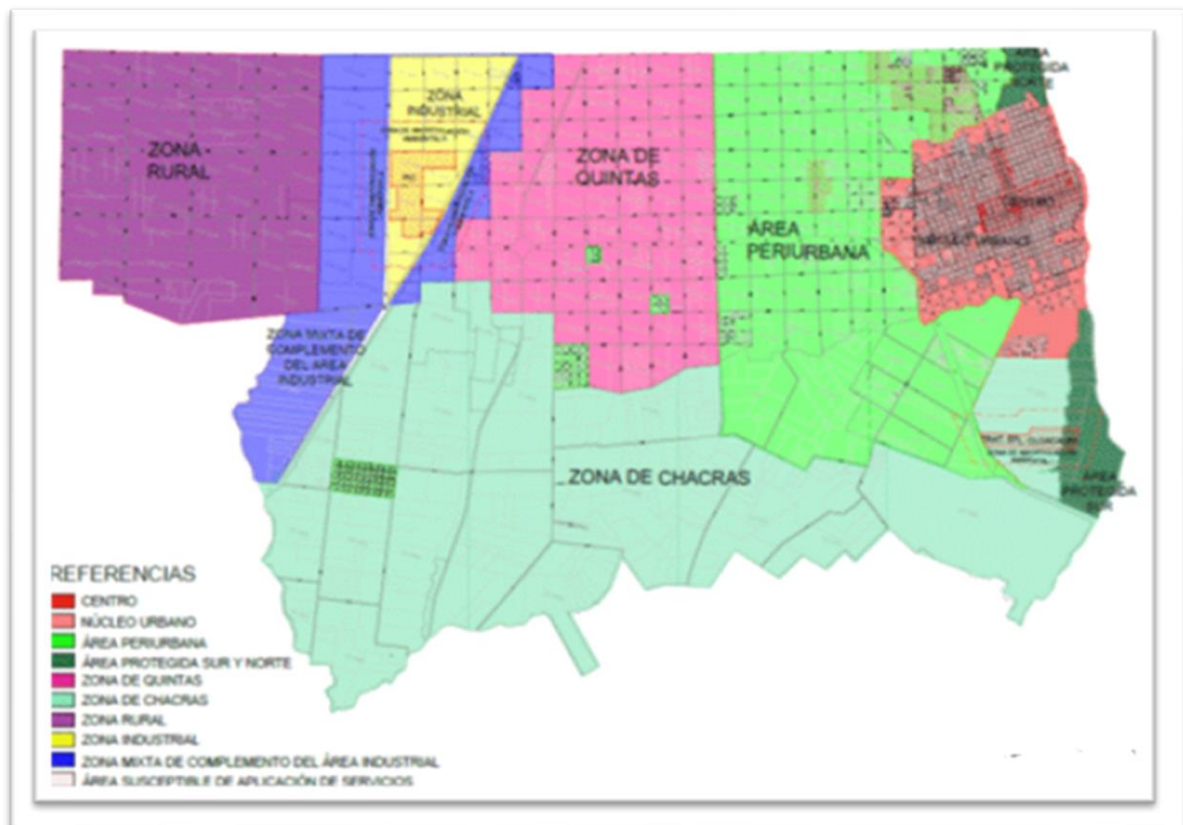 ZONA
RURAL
ZONA
INDUSTRIAL
ZONA DE
QUINTAS
ÁREA
PERIURBANA
ÁREA
PROTEGIDA
NORTE
CENTRO
NÚCLEO URBANO
ZONA MIXTA DE
COMPLEMENTO
DEL ÁREA
INDUSTRIAL
ZONA DE CHACRAS
ÁREA
PROTEGIDA
SUR
REFERENCIAS
CENTRO
NÚCLEO URBANO
ÁREA PERIURBANA
ÁREA PROTEGIDA SUR Y NORTE
ZONA DE QUINTAS
ZONA DE CHACRAS
ZONA RURAL
ZONA INDUSTRIAL
ZONA MIXTA DE COMPLEMENTO DEL ÁREA INDUSTRIAL
ÁREA SUSCEPTIBLE DE APLICACIÓN DE SERVICIOS